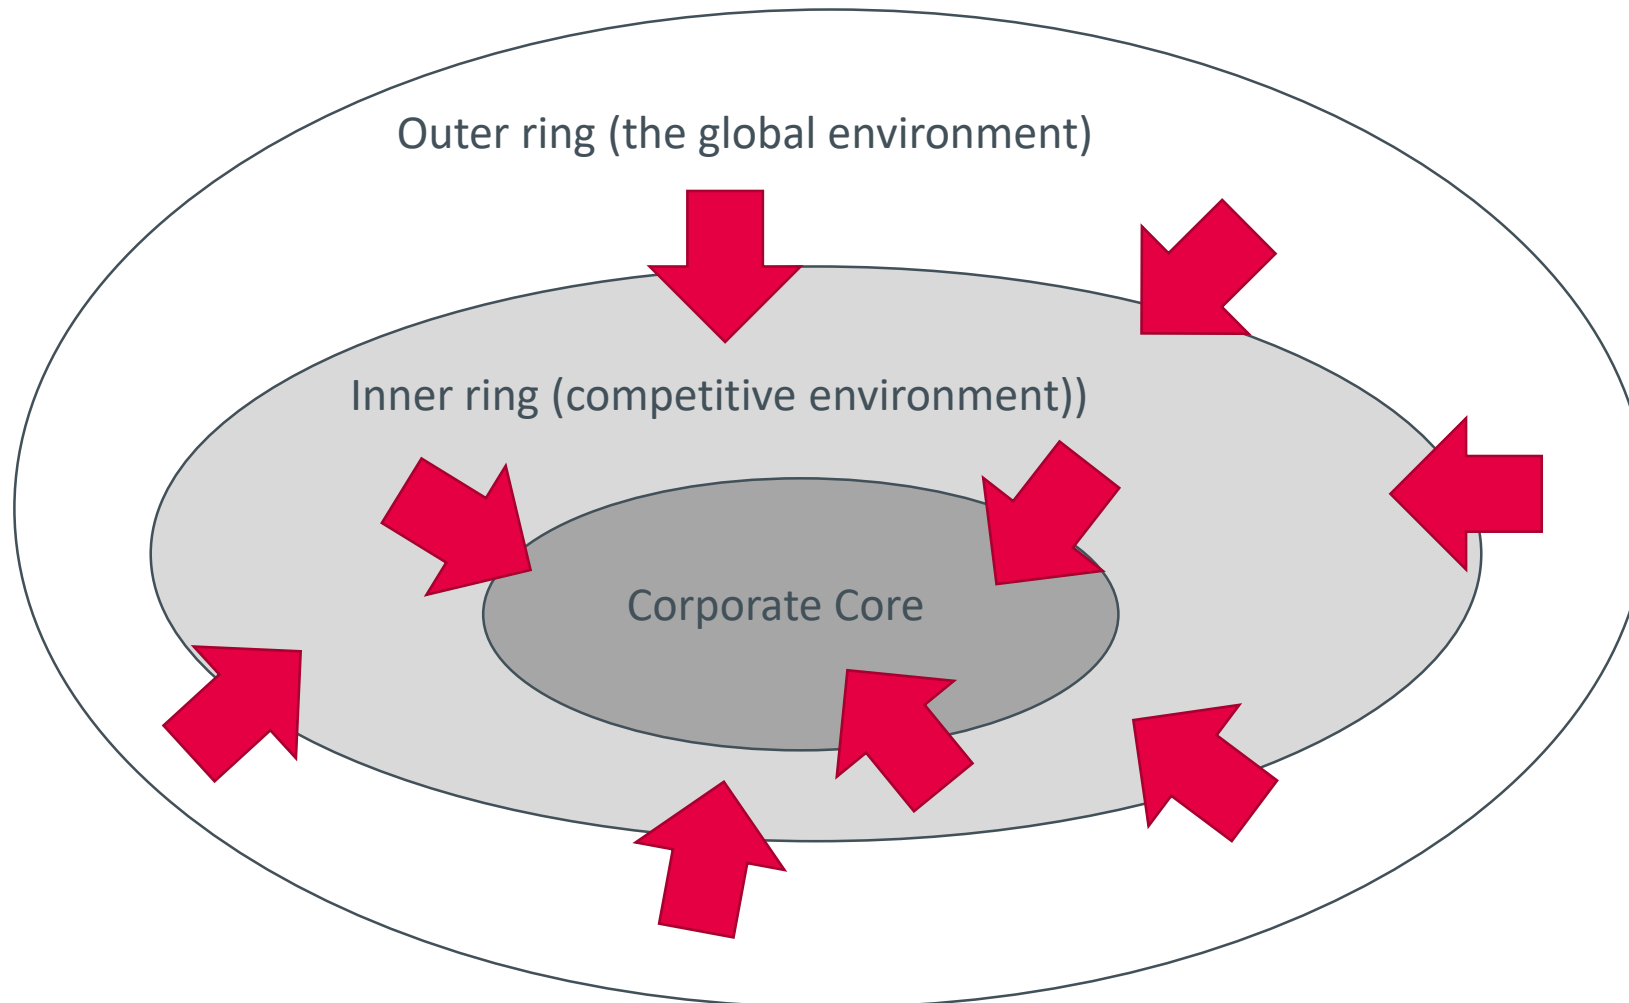 Outer ring (the global environment)
Inner ring (competitive environment))
Corporate Core